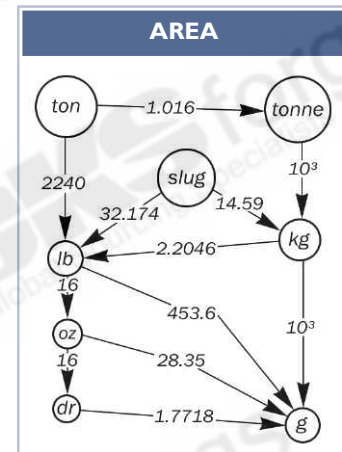 AREA
ton
1.016
tonne
2240
slug
10³
32.174
14.59
lb
2.2046
kg
16
453.6
10³
oz
28.35
16
dr
1.7718
g